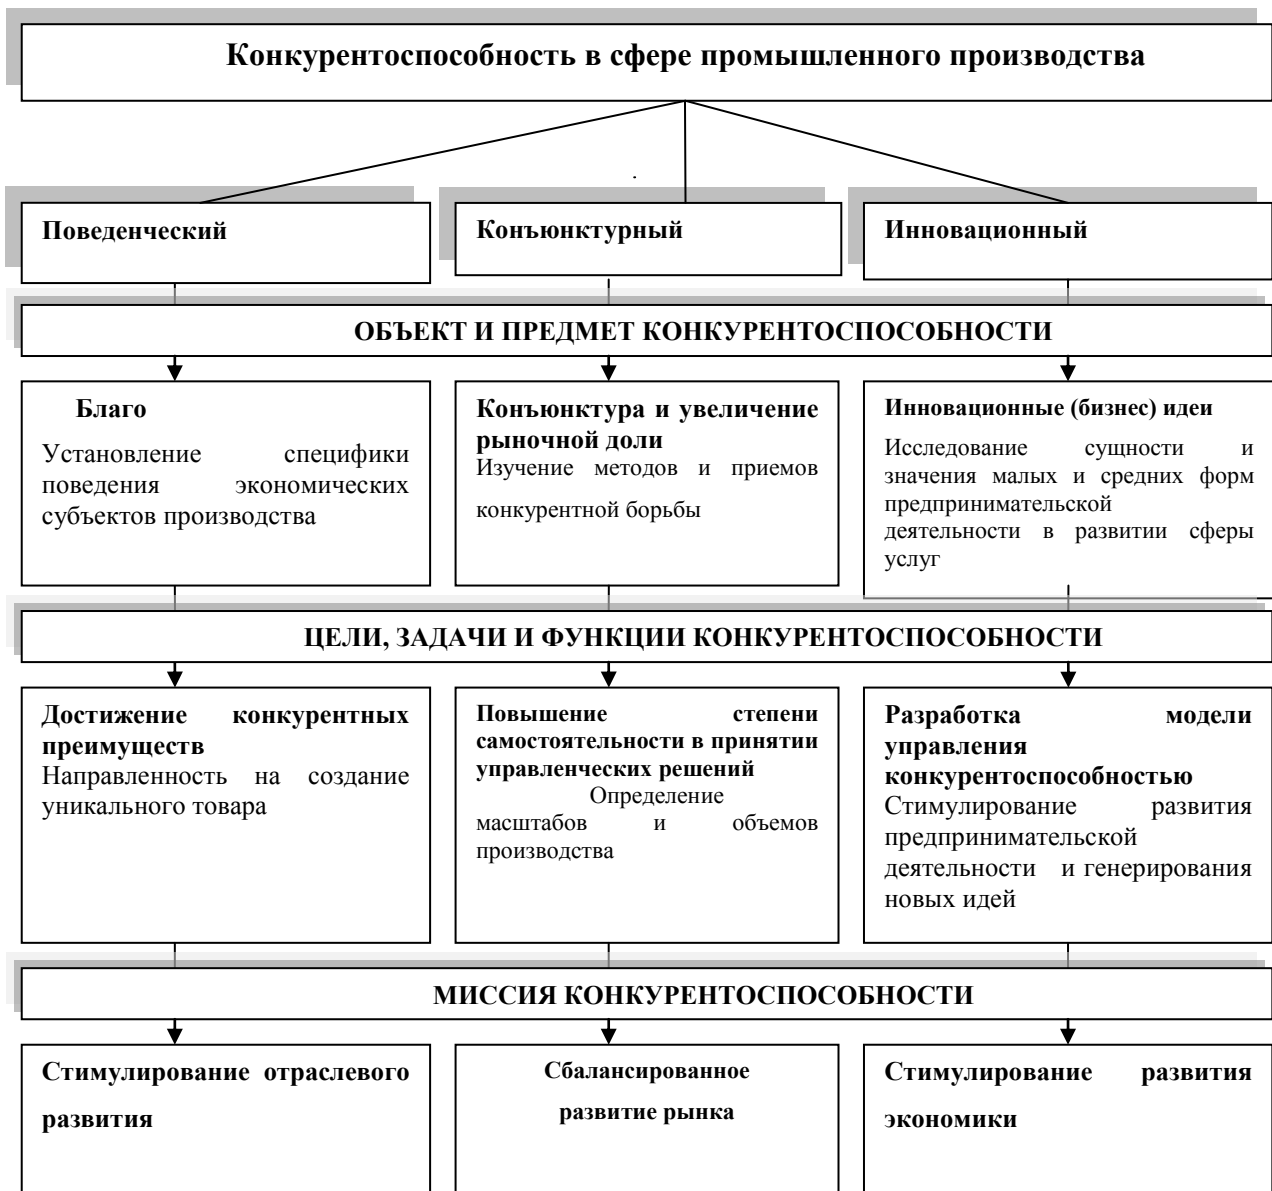 Конкурентоспособность в сфере промышленного производства
Поведенческий
Конъюнктурный
Инновационный
ОБЪЕКТ И ПРЕДМЕТ КОНКУРЕНТОСПОСОБНОСТИ
Благо
Установление специфики
поведения экономических
субъектов производства
Конъюнктура и увеличение
рыночной доли
Изучение методов и приемов
конкурентной борьбы
Инновационные (бизнес) идеи
Исследование сущности и
значения малых и средних форм
предпринимательской
деятельности в развитии сферы
услуг
ЦЕЛИ, ЗАДАЧИ И ФУНКЦИИ КОНКУРЕНТОСПОСОБНОСТИ
Достижение конкурентных
преимуществ
Направленность на создание
уникального товара
Повышение степени
самостоятельности в принятии
управленческих решений
Определение
масштабов и объемов
производства
Разработка модели
управления
конкурентоспособностью
Стимулирование развития
предпринимательской
деятельности и генерирования
новых идей
МИССИЯ КОНКУРЕНТОСПОСОБНОСТИ
Стимулирование отраслевого
развития
Сбалансированное
развитие рынка
Стимулирование развития
экономики